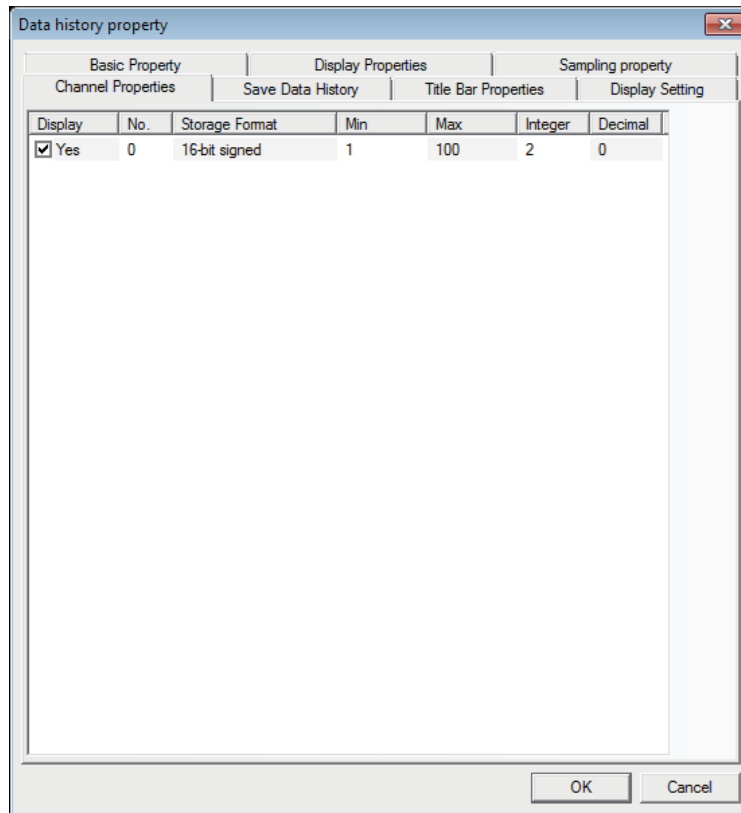 Data history property
Basic Property Display Properties Sampling property
Channel Properties Save Data History Title Bar Properties Display Setting
Display No. Storage Format Min Max Integer Decimal
Yes 0 16-bit signed 1 100 2 0
OK Cancel